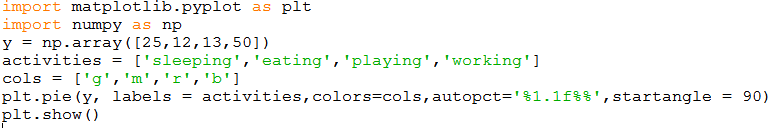 import matplotlib.pyplot as plt
import numpy as np
y = np.array([25,12,13,50])
activities = ['sleeping','eating','playing','working']
cols = ['g','m','r','b']
plt.pie(y, labels = activities,colors=cols,autopct='%1.1f%%',startangle = 90)
plt.show()